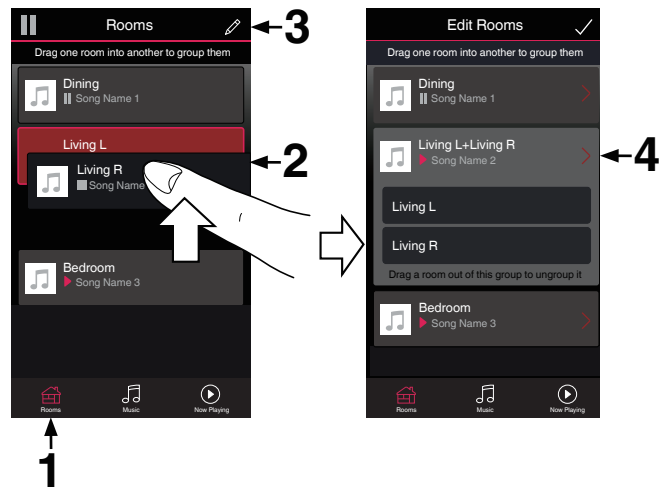 Rooms
3
Drag one room into another to group them
Dining
Song Name 1
Living L
Living R
Song Name
2
Bedroom
Song Name 3
Rooms
Music
Now Playing
1
Edit Rooms
Drag one room into another to group them
Dining
Song Name 1
Living L+Living R
Song Name 2
4
Living L
Living R
Drag a room out of this group to ungroup it
Bedroom
Song Name 3
Rooms
Music
Now Playing